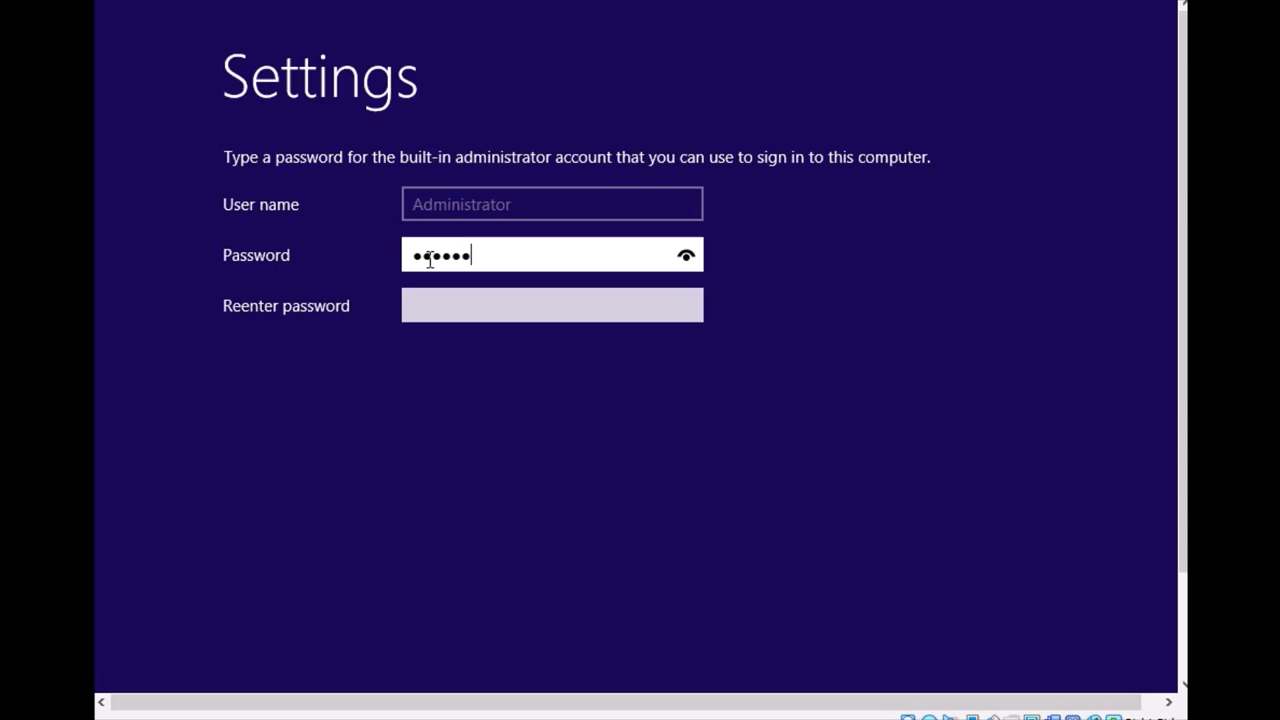 Settings
Type a password for the built-in administrator account that you can use to sign in to this computer.
User name
Administrator
Password
••••••
Reenter password